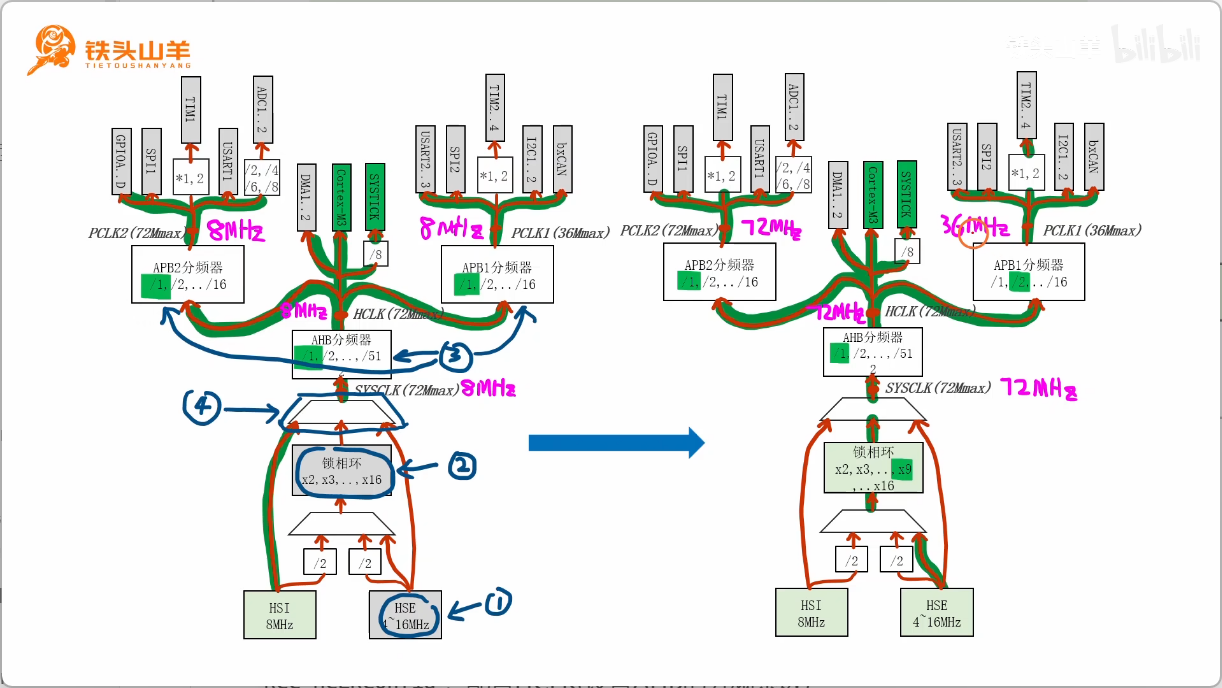 铁头山羊
TIETOUSHANYANG
bilibili
GPIOA..D
SPI1
TIM1
*1,2
USART1
ADC1..2
/2,/4
/6,/8
DMA1..2
Cortex-M3
SYSTICK
/8
USART2..3
SPI2
TIM2..4
*1,2
I2C1..2
bxCAN
PCLK2(72Mmax)
8MHz
8MHz
PCLK1(36Mmax)
APB2分频器
/1,/2,../16
APB1分频器
/1,/2,../16
8MHz
HCLK(72Mmax)
AHB分频器
/1,/2,..,/51
2
③
SYSCLK(72Mmax)
8MHz
④
锁相环
x2,x3,..,x16
②
/2
/2
HSI
8MHz
HSE
4~16MHz
①
GPIOA..D
SPI1
TIM1
*1,2
USART1
ADC1..2
/2,/4
/6,/8
DMA1..2
Cortex-M3
SYSTICK
/8
USART2..3
SPI2
TIM2..4
*1,2
I2C1..2
bxCAN
PCLK2(72Mmax)
72MHz
36MHz
PCLK1(36Mmax)
APB2分频器
/1,/2,../16
APB1分频器
/1,/2,../16
72MHz
HCLK(72Mmax)
AHB分频器
/1,/2,..,/51
2
SYSCLK(72Mmax)
72MHz
锁相环
x2,x3,..,x9
,..x16
/2
/2
HSI
8MHz
HSE
4~16MHz